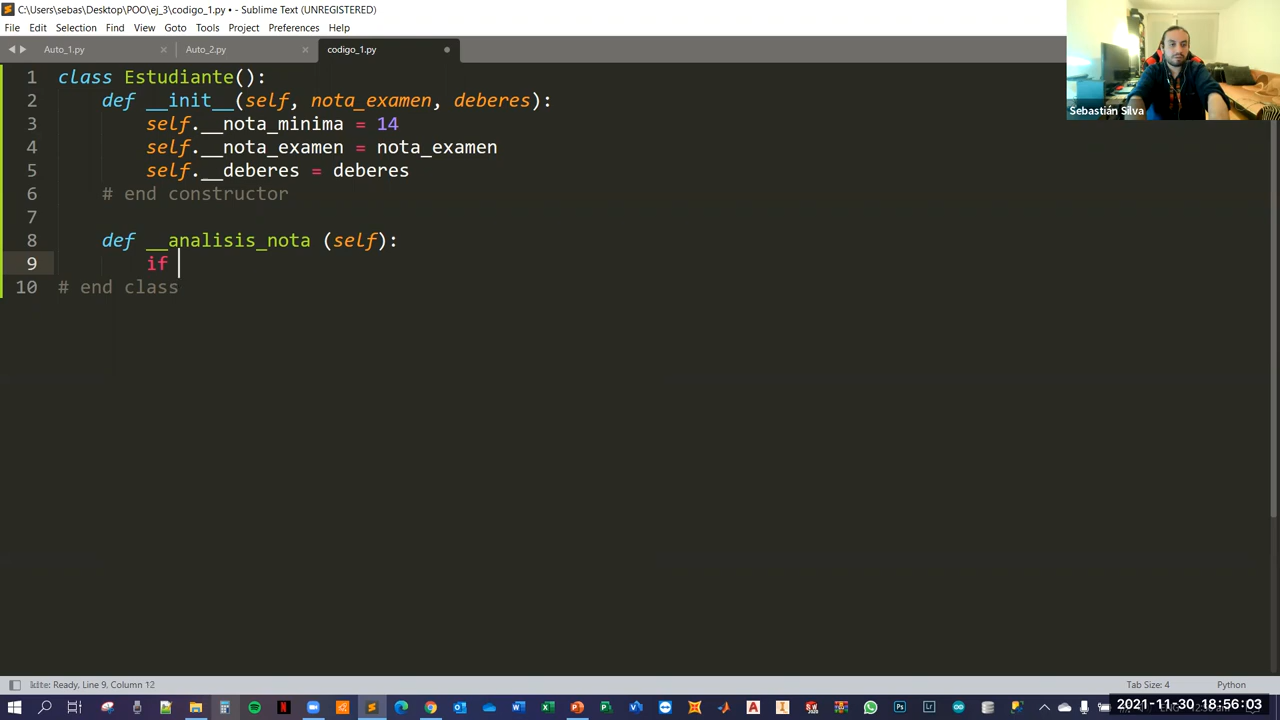 C:\Users\sebas\Desktop\POO\ej_3\codigo_1.py • - Sublime Text (UNREGISTERED)
File Edit Selection Find View Goto Tools Project Preferences Help
Auto_1.py Auto_2.py codigo_1.py
1 class Estudiante():
2 def __init__(self, nota_examen, deberes):
3 self.__nota_minima = 14
4 self.__nota_examen = nota_examen
5 self.__deberes = deberes
6 # end constructor
7
8 def __analisis_nota (self):
9 if
10 # end class
Sebastián Silva
Ready, Line 9, Column 12
Tab Size: 4
Python
2021-11-30 18:56:03